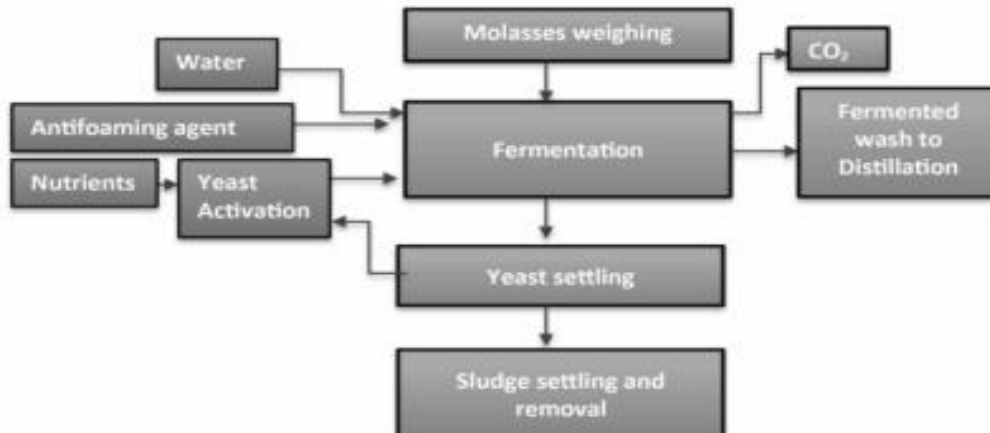 Molasses weighing
CO₂
Water
Antifoaming agent
Fermentation
Fermented
wash to
Distillation
Nutrients
Yeast
Activation
Yeast settling
Sludge settling and
removal